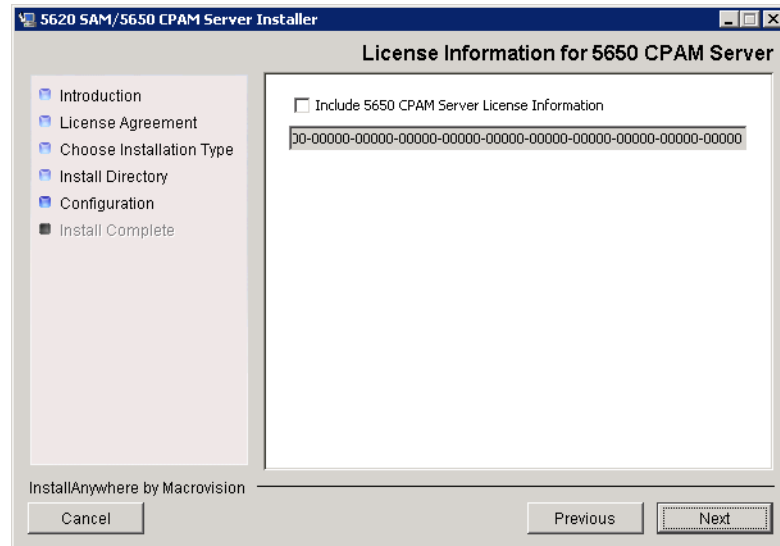 5620 SAM/5650 CPAM Server Installer
License Information for 5650 CPAM Server
Introduction
License Agreement
Choose Installation Type
Install Directory
Configuration
Install Complete
Include 5650 CPAM Server License Information
00-00000-00000-00000-00000-00000-00000-00000-00000-00000-00000
InstallAnywhere by Macrovision
Cancel
Previous
Next